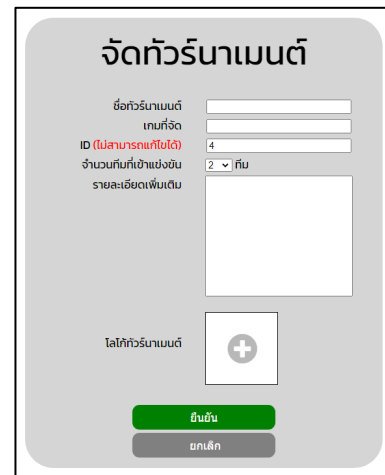 จัดทัวร์นาเมนต์
ชื่อทัวร์นาเมนต์
เกมที่จัด
ID (ไม่สามารถแก้ไขได้) 4
จำนวนทีมที่เข้าแข่งขัน 2 ทีม
รายละเอียดเพิ่มเติม
โลโก้ทัวร์นาเมนต์
ยืนยัน
ยกเลิก